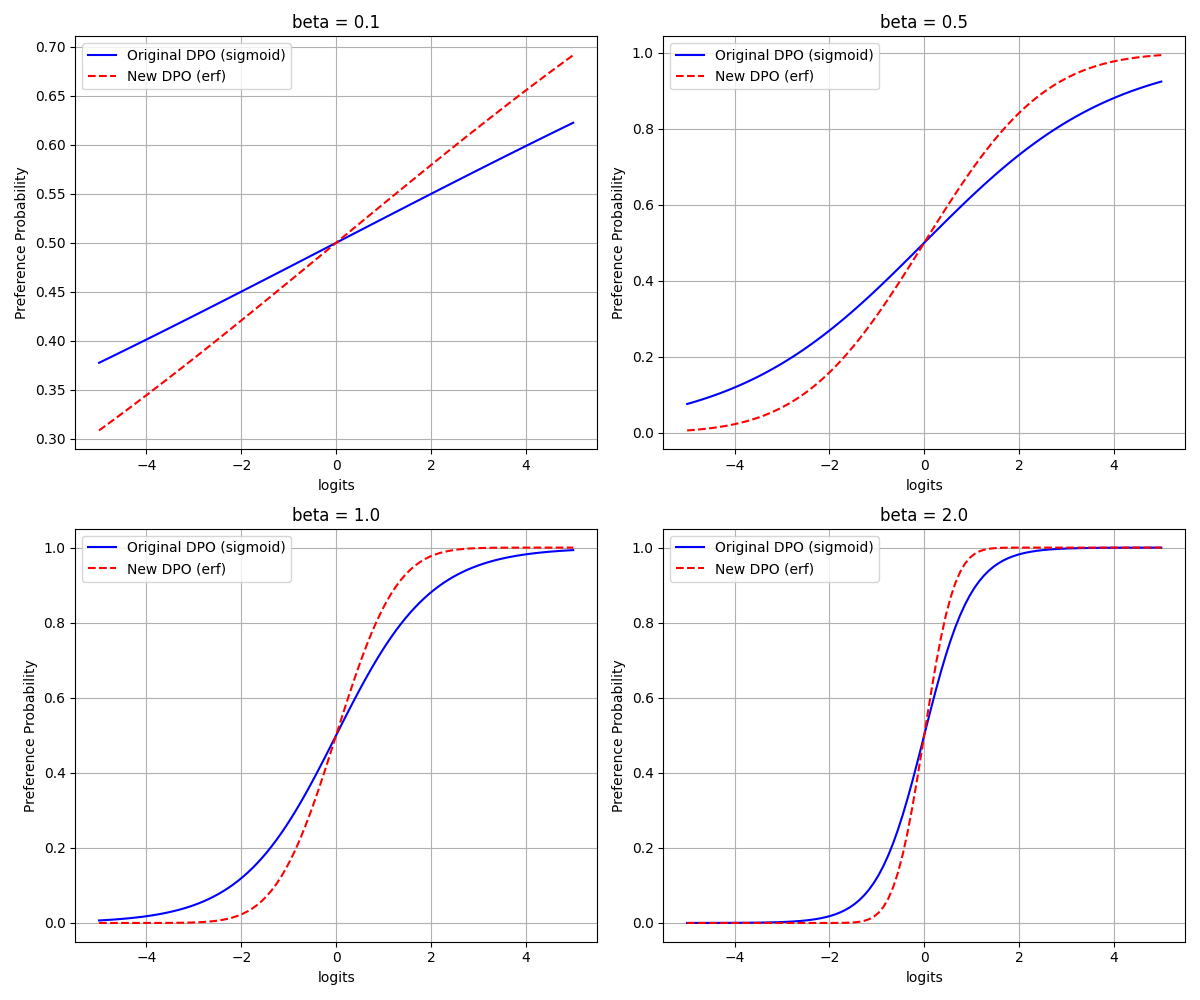 beta = 0.1
Original DPO (sigmoid)
New DPO (erf)
0.70
0.65
0.60
0.55
0.50
0.45
0.40
0.35
0.30
Preference Probability
−4 −2 0 2 4
logits
beta = 0.5
Original DPO (sigmoid)
New DPO (erf)
1.0
0.8
0.6
0.4
0.2
0.0
Preference Probability
−4 −2 0 2 4
logits
beta = 1.0
Original DPO (sigmoid)
New DPO (erf)
1.0
0.8
0.6
0.4
0.2
0.0
Preference Probability
−4 −2 0 2 4
logits
beta = 2.0
Original DPO (sigmoid)
New DPO (erf)
1.0
0.8
0.6
0.4
0.2
0.0
Preference Probability
−4 −2 0 2 4
logits